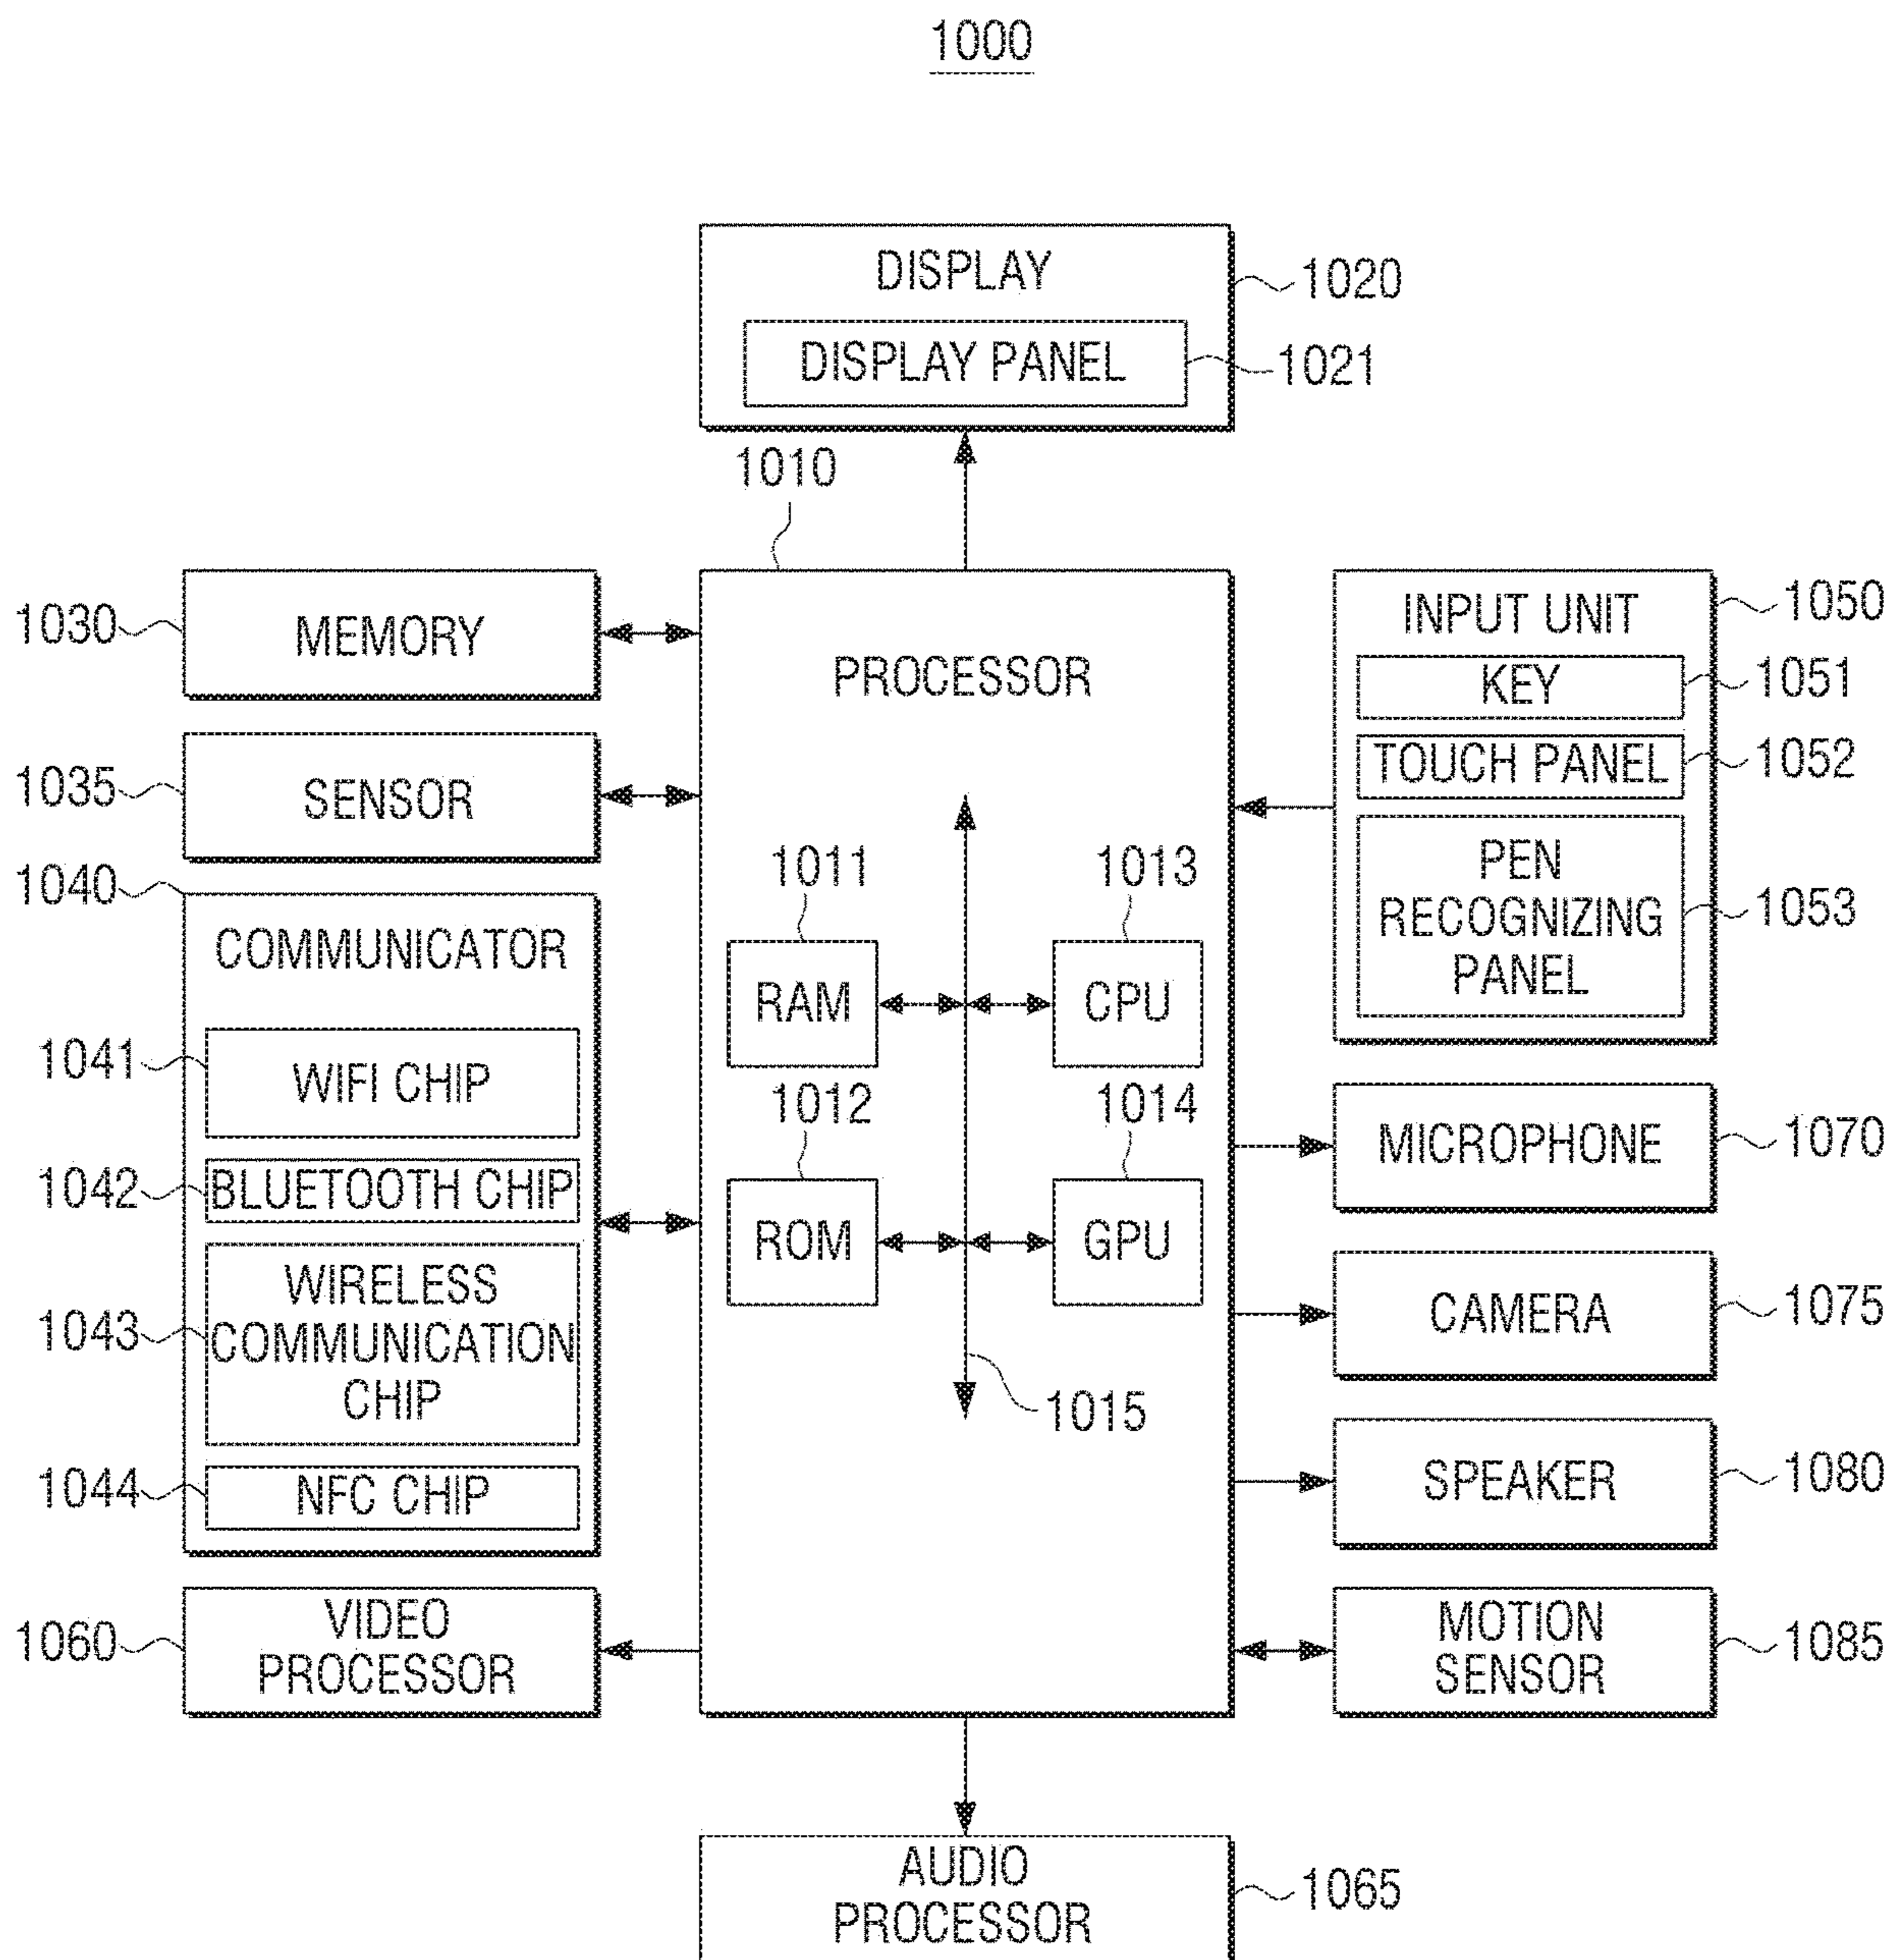 1000
DISPLAY
1020
DISPLAY PANEL
1021
1010
1030
MEMORY
1035
SENSOR
1040
COMMUNICATOR
1041
WIFI CHIP
1042
BLUETOOTH CHIP
1043
WIRELESS
COMMUNICATION
CHIP
1044
NFC CHIP
1060
VIDEO
PROCESSOR
PROCESSOR
1011
RAM
1013
CPU
1012
ROM
1014
GPU
1015
INPUT UNIT
1050
KEY
1051
TOUCH PANEL
1052
PEN
RECOGNIZING
PANEL
1053
MICROPHONE
1070
CAMERA
1075
SPEAKER
1080
MOTION
SENSOR
1085
AUDIO
PROCESSOR
1065